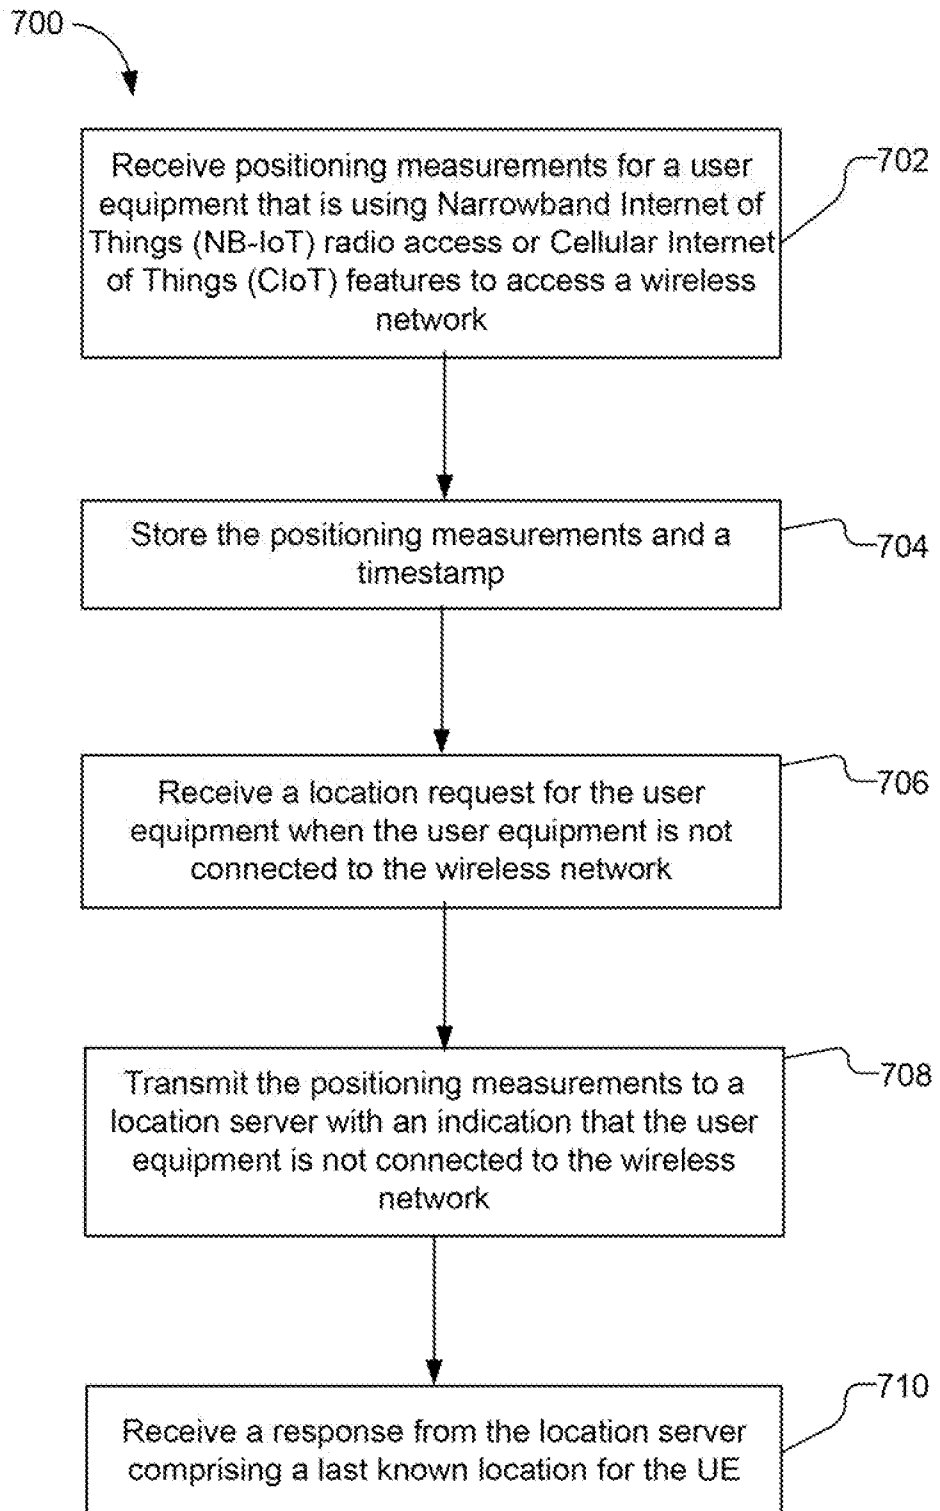 700
Receive positioning measurements for a user
equipment that is using Narrowband Internet of
Things (NB-IoT) radio access or Cellular Internet
of Things (CIoT) features to access a wireless
network
702
Store the positioning measurements and a
timestamp
704
Receive a location request for the user
equipment when the user equipment is not
connected to the wireless network
706
Transmit the positioning measurements to a
location server with an indication that the user
equipment is not connected to the wireless
network
708
Receive a response from the location server
comprising a last known location for the UE
710